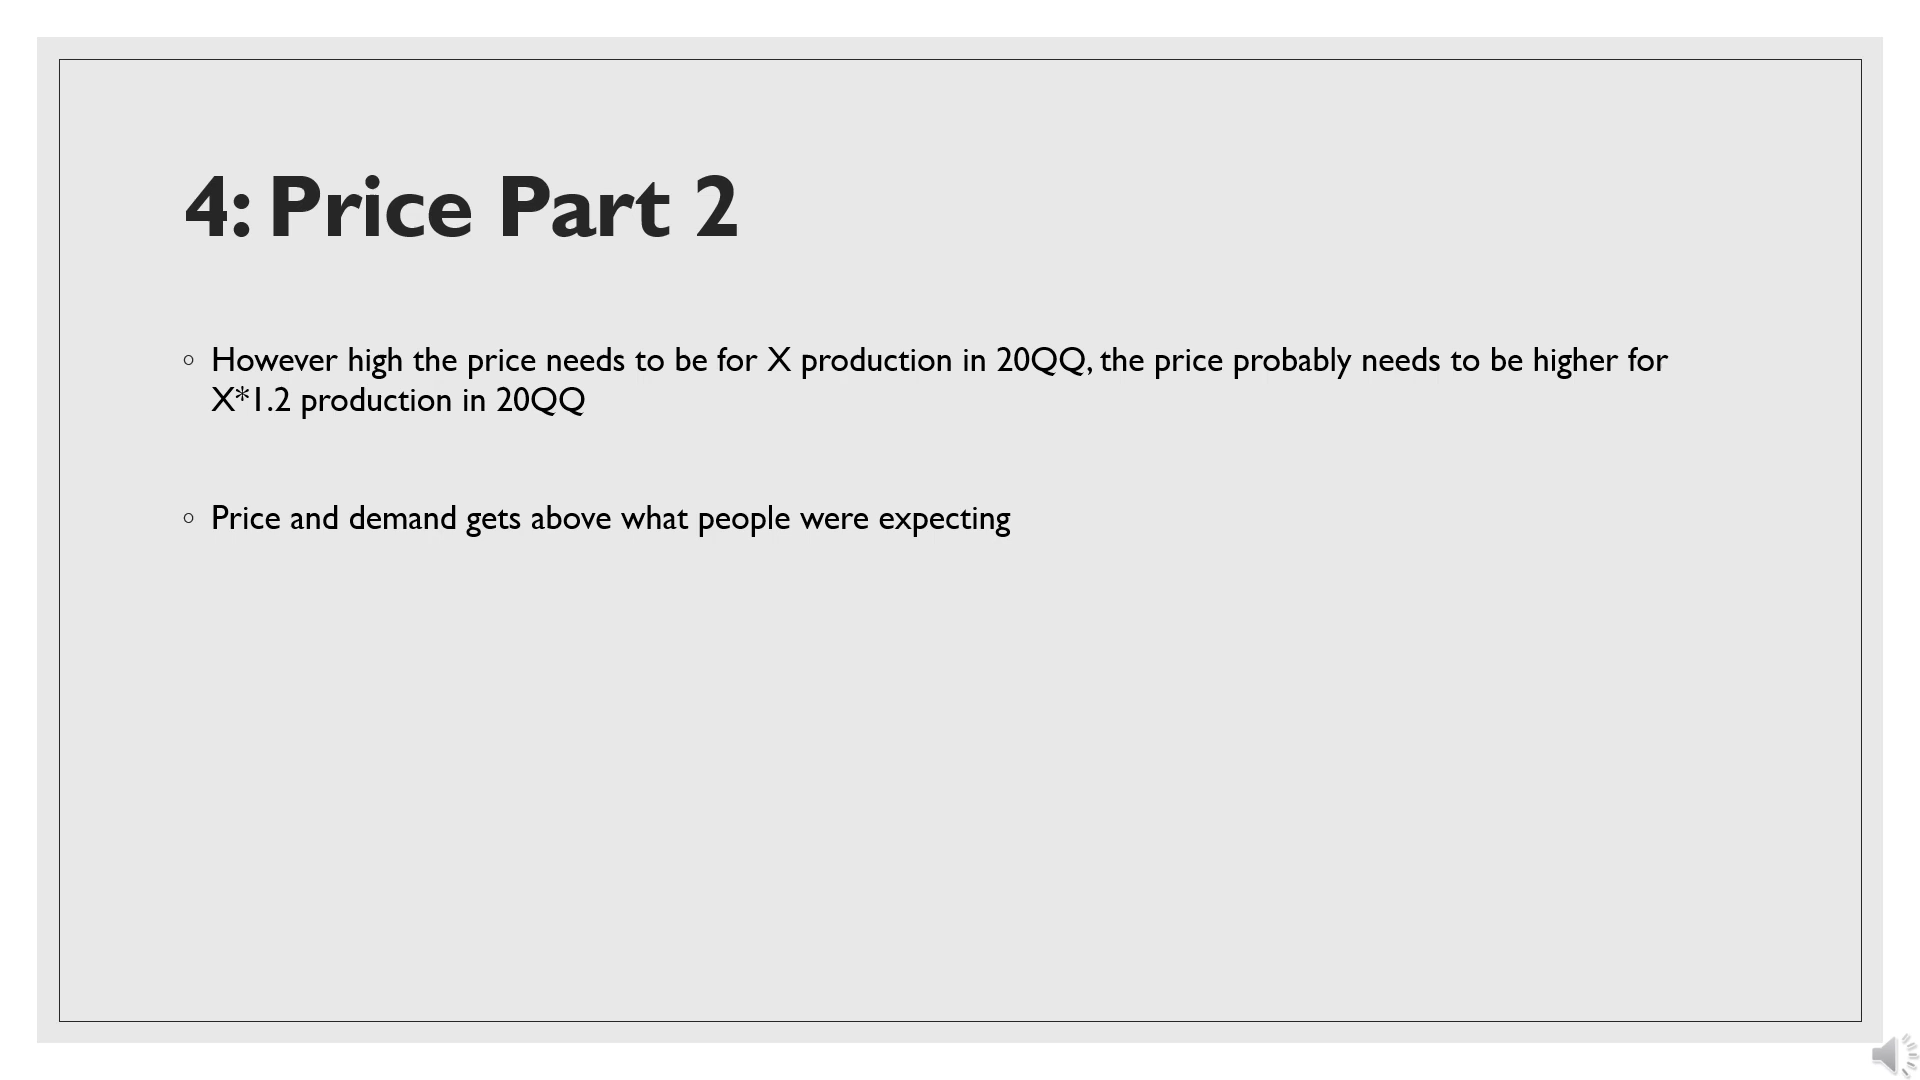 4: Price Part 2
However high the price needs to be for X production in 20QQ, the price probably needs to be higher for
X*1.2 production in 20QQ
Price and demand gets above what people were expecting